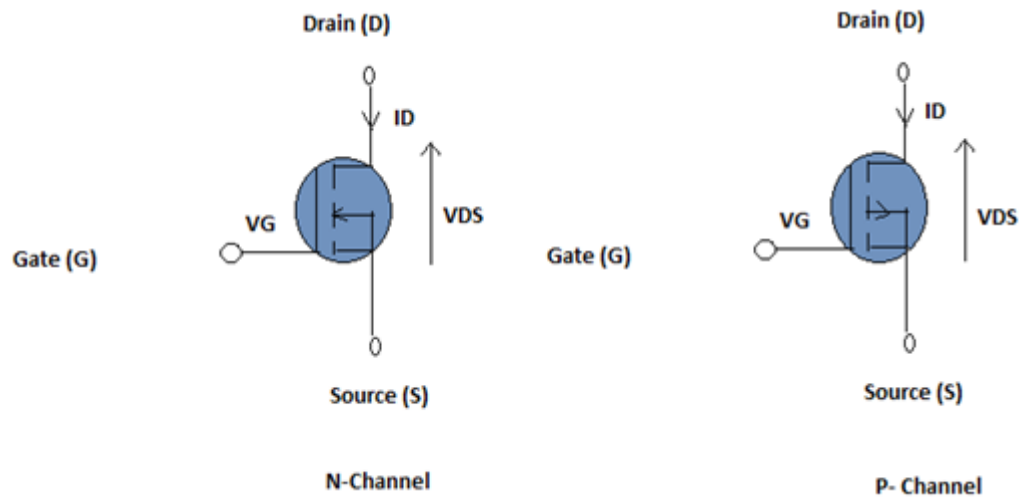 Drain (D)
ID
VG
VDS
Gate (G)
Source (S)
N-Channel
Drain (D)
ID
VG
VDS
Gate (G)
Source (S)
P- Channel